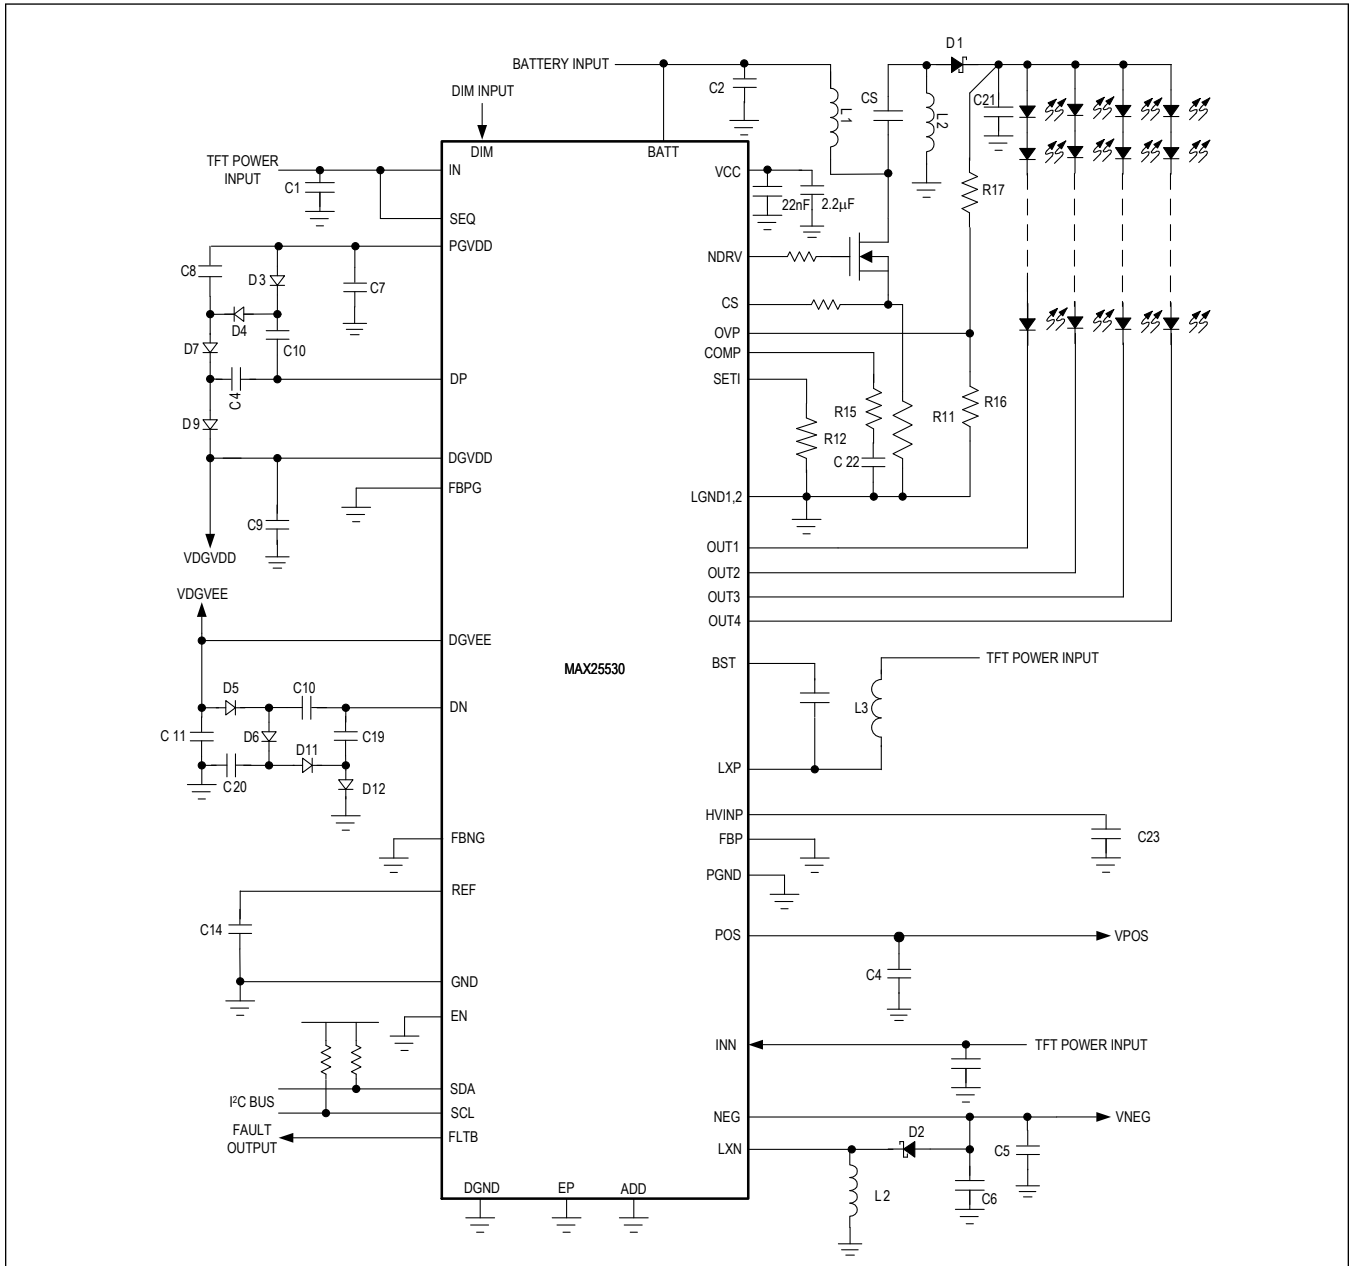 D1
BATTERY INPUT
C2
DIM INPUT
CS
L1
L2
C21
DIM
BATT
TFT POWER
INPUT
IN
C1
VCC
22nF
2.2µF
R17
SEQ
PGVDD
C8
D3
C7
NDRV
D4
CS
C10
D7
OVP
COMP
C4
DP
SETI
D9
R15
R11
R16
R12
C 22
DGVDD
FBPG
LGND1,2
C9
VDGVDD
OUT1
OUT2
VDGVEE
OUT3
OUT4
DGVEE
MAX25530
BST
TFT POWER INPUT
D5
C10
DN
L3
C 11
D6
D11
C19
C20
D12
LXP
HVINP
FBNG
FBP
C23
PGND
REF
C14
POS
VPOS
C4
GND
EN
INN
TFT POWER INPUT
SDA
I²C BUS
SCL
NEG
VNEG
FAULT
OUTPUT
FLTB
LXN
D2
C5
DGND
EP
ADD
L2
C6